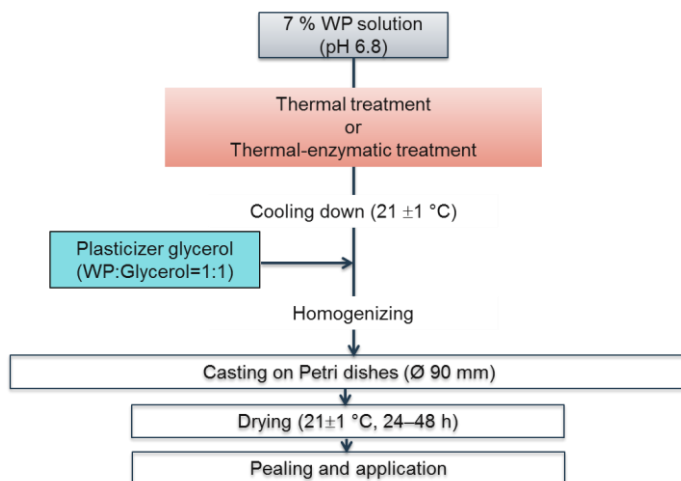 7 % WP solution
(pH 6.8)
Thermal treatment
or
Thermal-enzymatic treatment
Cooling down (21 ±1 °C)
Plasticizer glycerol
(WP:Glycerol=1:1)
Homogenizing
Casting on Petri dishes (Ø 90 mm)
Drying (21±1 °C, 24–48 h)
Pealing and application